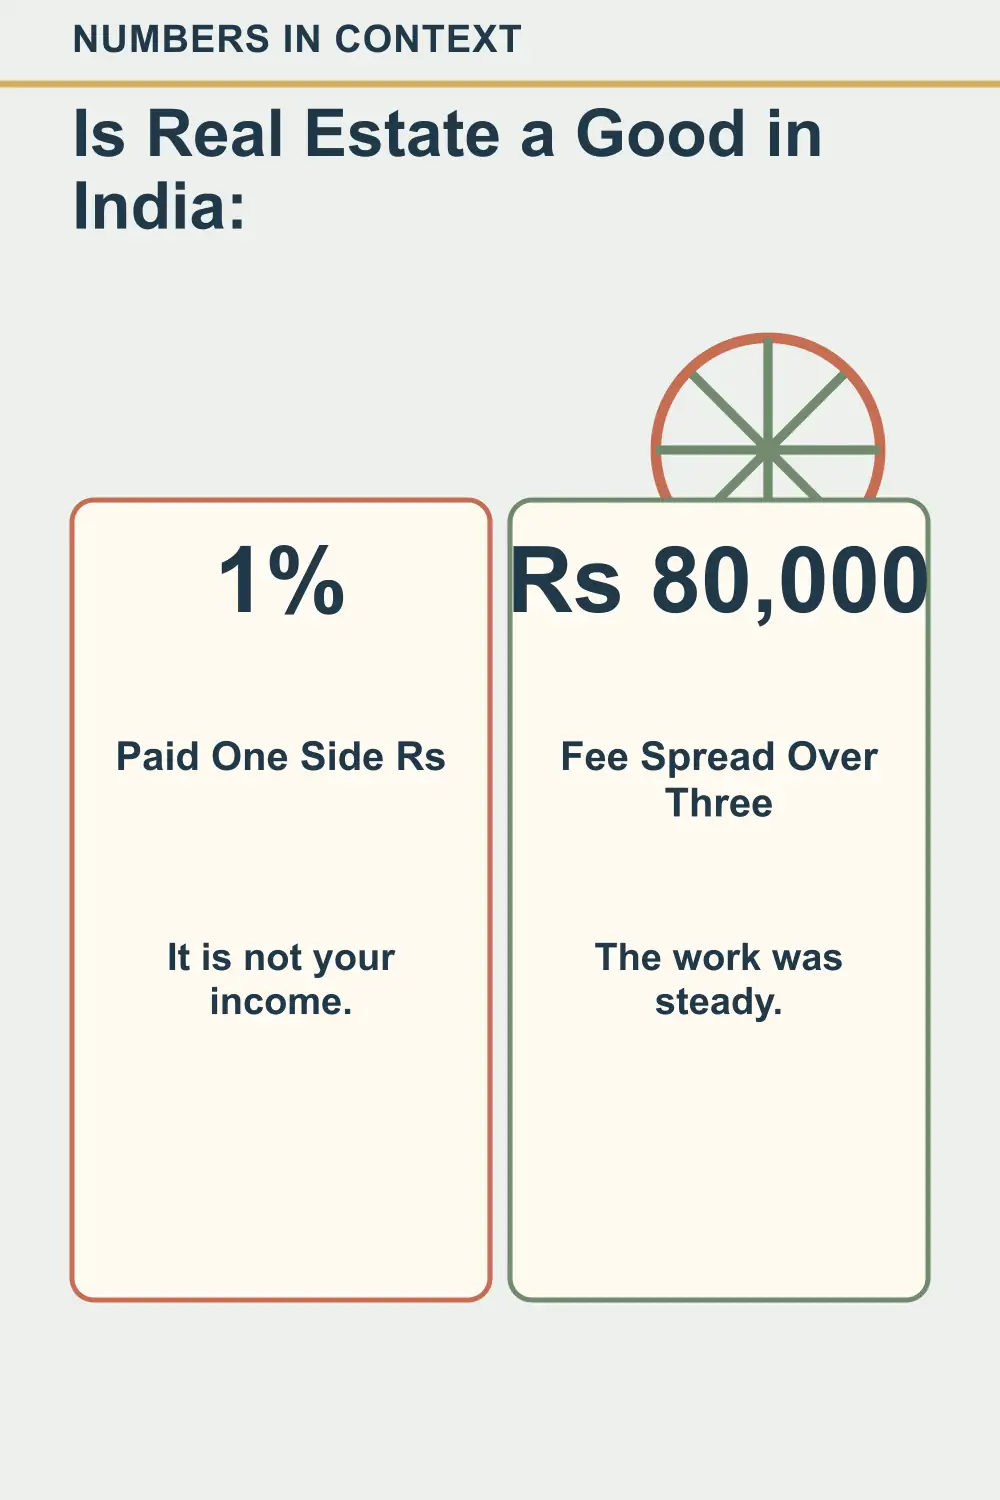 NUMBERS IN CONTEXT
Is Real Estate a Good in
India:
1%
Paid One Side Rs
It is not your
income.
Rs 80,000
Fee Spread Over
Three
The work was
steady.